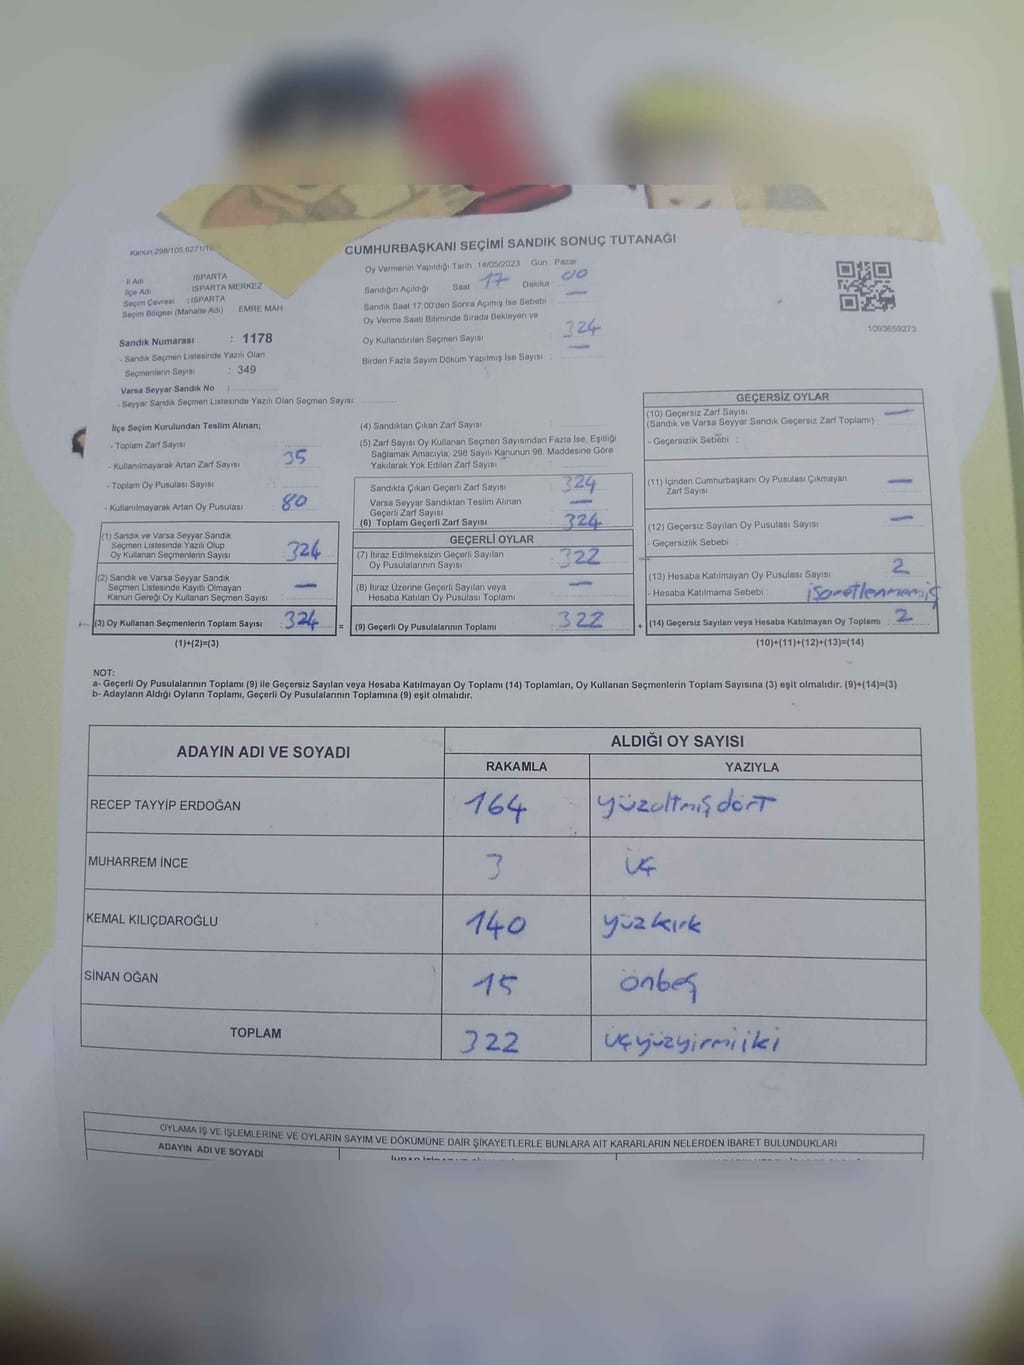 Kanun,298/105,6271/1
CUMHURBAŞKANI SEÇİMİ SANDIK SONUÇ TUTANAĞI
İl Adı ISPARTA
İlçe Adı ISPARTA MERKEZ
Seçim Çevresi : ISPARTA
Seçim Bölgesi (Mahalle Adı) EMRE MAH
Sandık Numarası : 1178
- Sandık Seçmen Listesinde Yazılı Olan
Seçmenlerin Sayısı : 349
Varsa Seyyar Sandık No :
- Seyyar Sandık Seçmen Listesinde Yazılı Olan Seçmen Sayısı:
Oy Vermenin Yapıldığı Tarih 14/05/2023 Gün Pazar
Sandığın Açıldığı Saat 17 Dakika 00
Sandık Saat 17:00'den Sonra Açımış İse Sebebi : —
Oy Verme Saati Bitiminde Sırada Bekleyen ve
Oy Kullandırılan Seçmen Sayısı : 324
Birden Fazla Sayım Döküm Yapılmış İse Sayısı : —
1093659273
İlçe Seçim Kurulundan Teslim Alınan;
- Toplam Zarf Sayısı :
- Kullanılmayarak Artan Zarf Sayısı : 35
- Toplam Oy Pusulası Sayısı :
- Kullanılmayarak Artan Oy Pusulası : 80
(1) Sandık ve Varsa Seyyar Sandık
Seçmen Listesinde Yazılı Olup
Oy Kullanan Seçmenlerin Sayısı : 324
(2) Sandık ve Varsa Seyyar Sandık
Seçmen Listesinde Kayıtlı Olmayan
Kanun Gereği Oy Kullanan Seçmen Sayısı : —
(3) Oy Kullanan Seçmenlerin Toplam Sayısı : 324 =
(1)+(2)=(3)
(4) Sandıktan Çıkan Zarf Sayısı :
(5) Zarf Sayısı Oy Kullanan Seçmen Sayısından Fazla İse, Eşitliği
Sağlamak Amacıyla; 298 Sayılı Kanunun 98. Maddesine Göre
Yakılarak Yok Edilen Zarf Sayısı :
Sandıkta Çıkan Geçerli Zarf Sayısı : 324
Varsa Seyyar Sandıktan Teslim Alınan
Geçerli Zarf Sayısı : —
(6) Toplam Geçerli Zarf Sayısı : 324
GEÇERLİ OYLAR
(7) İtiraz Edilmeksizin Geçerli Sayılan
Oy Pusulalarının Sayısı : 322
(8) İtiraz Üzerine Geçerli Sayılan veya
Hesaba Katılan Oy Pusulası Toplamı : —
(9) Geçerli Oy Pusulalarının Toplamı : 322 +
GEÇERSİZ OYLAR
(10) Geçersiz Zarf Sayısı —
(Sandık ve Varsa Seyyar Sandık Geçersiz Zarf Toplamı) :
- Geçersizlik Sebebi :
(11) İçinden Cumhurbaşkanı Oy Pusulası Çıkmayan
Zarf Sayısı : —
(12) Geçersiz Sayılan Oy Pusulası Sayısı : —
- Geçersizlik Sebebi :
(13) Hesaba Katılmayan Oy Pusulası Sayısı : 2
- Hesaba Katılmama Sebebi : işaretlenmemiş
(14) Geçersiz Sayılan veya Hesaba Katılmayan Oy Toplamı : 2
(10)+(11)+(12)+(13)=(14)
NOT:
a- Geçerli Oy Pusulalarının Toplamı (9) ile Geçersiz Sayılan veya Hesaba Katılmayan Oy Toplamı (14) Toplamları, Oy Kullanan Seçmenlerin Toplam Sayısına (3) eşit olmalıdır. (9)+(14)=(3)
b- Adayların Aldığı Oyların Toplamı, Geçerli Oy Pusulalarının Toplamına (9) eşit olmalıdır.
ADAYIN ADI VE SOYADI
ALDIĞI OY SAYISI
RAKAMLA YAZIYLA
RECEP TAYYİP ERDOĞAN 164 yüzaltmışdört
MUHARREM İNCE 3 üç
KEMAL KILIÇDAROĞLU 140 yüzkırk
SİNAN OĞAN 15 önbeş
TOPLAM 322 üçyüzyirmiiki
OYLAMA İŞ VE İŞLEMLERİNE VE OYLARIN SAYIM VE DÖKÜMÜNE DAİR ŞİKAYETLERLE BUNLARA AİT KARARLARIN NELERDEN İBARET BULUNDUKLARI
ADAYIN ADI VE SOYADI